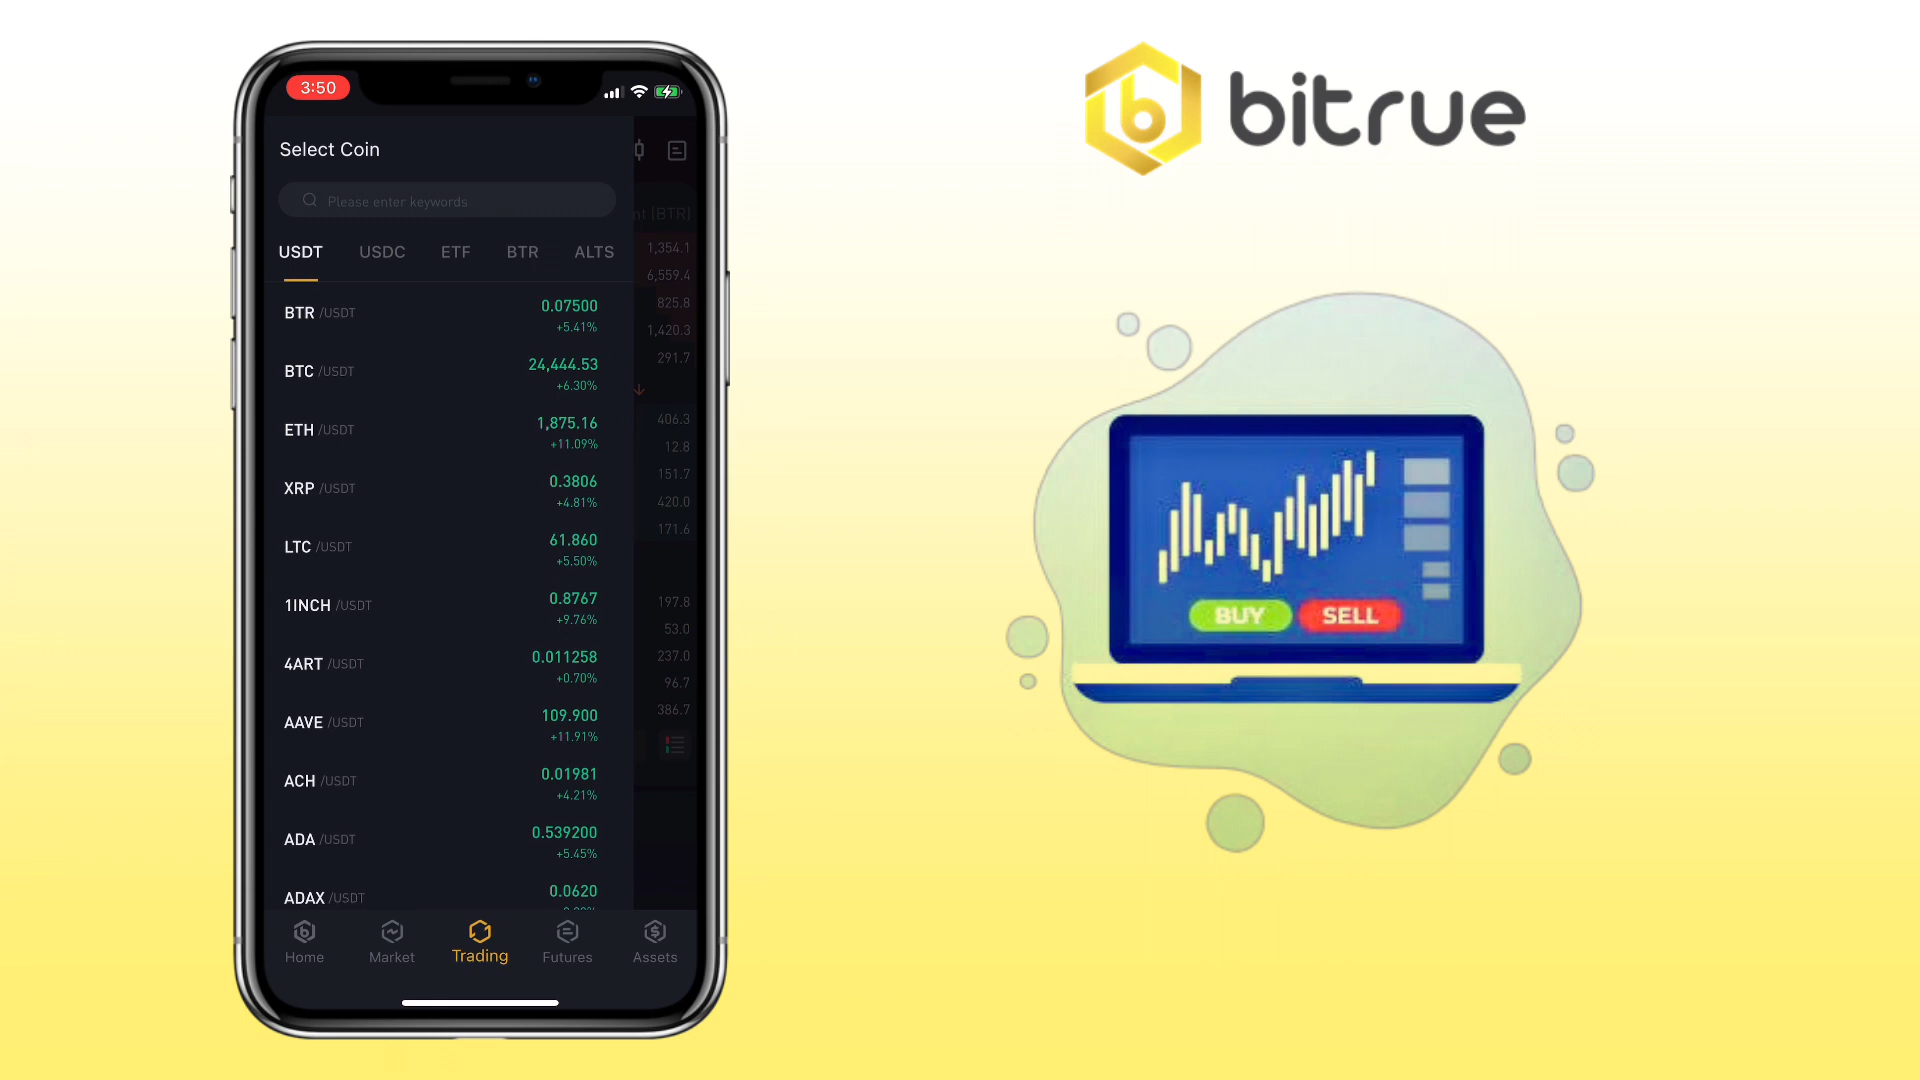 3:50
Select Coin
Please enter keywords
USDT USDC ETF BTR ALTS
BTR /USDT 0.07500
+5.41%
BTC /USDT 24,444.53
+6.30%
ETH /USDT 1,875.16
+11.09%
XRP /USDT 0.3806
+4.81%
LTC /USDT 61.860
+5.50%
1INCH /USDT 0.8767
+9.76%
4ART /USDT 0.011258
+0.70%
AAVE /USDT 109.900
+11.91%
ACH /USDT 0.01981
+4.21%
ADA /USDT 0.539200
+5.45%
ADAX /USDT 0.0620
Home Market Trading Futures Assets
(BTR)
1,354.1
6,559.4
825.8
1,420.3
291.7
406.3
12.8
151.7
420.0
171.6
197.8
53.0
237.0
96.7
386.7
bitrue
BUY SELL